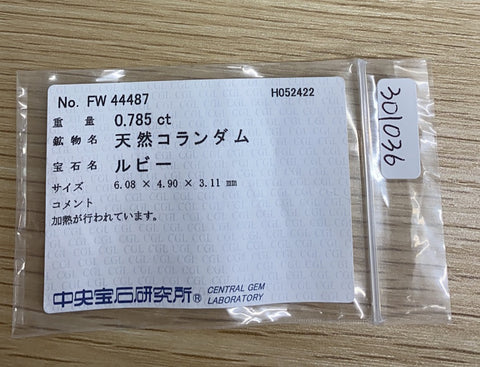 No. FW 44487 H052422
重量 0.785 ct
鉱物名 天然コランダム
宝石名 ルビー
サイズ 6.08 × 4.90 × 3.11 mm
コメント
加熱が行われています。
中央宝石研究所® CENTRAL GEM
LABORATORY
301036